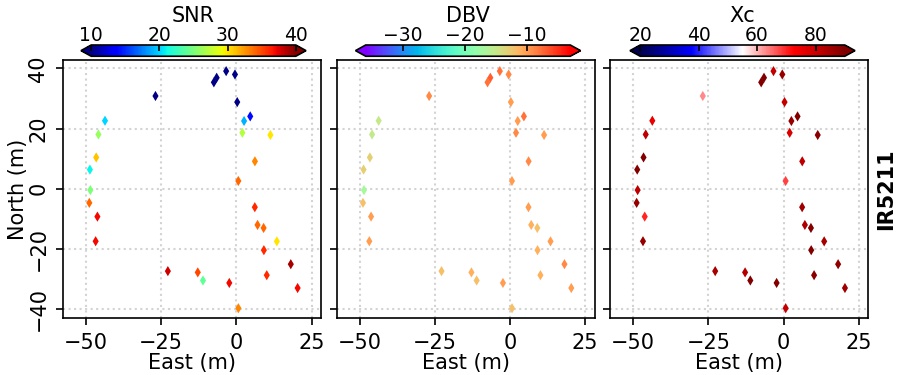 SNR DBV Xc
10 20 30 40 −30 −20 −10 20 40 60 80
40
20
0
−20
−40
North (m)
IR5211
−50 −25 0 25 −50 −25 0 25 −50 −25 0 25
East (m) East (m) East (m)